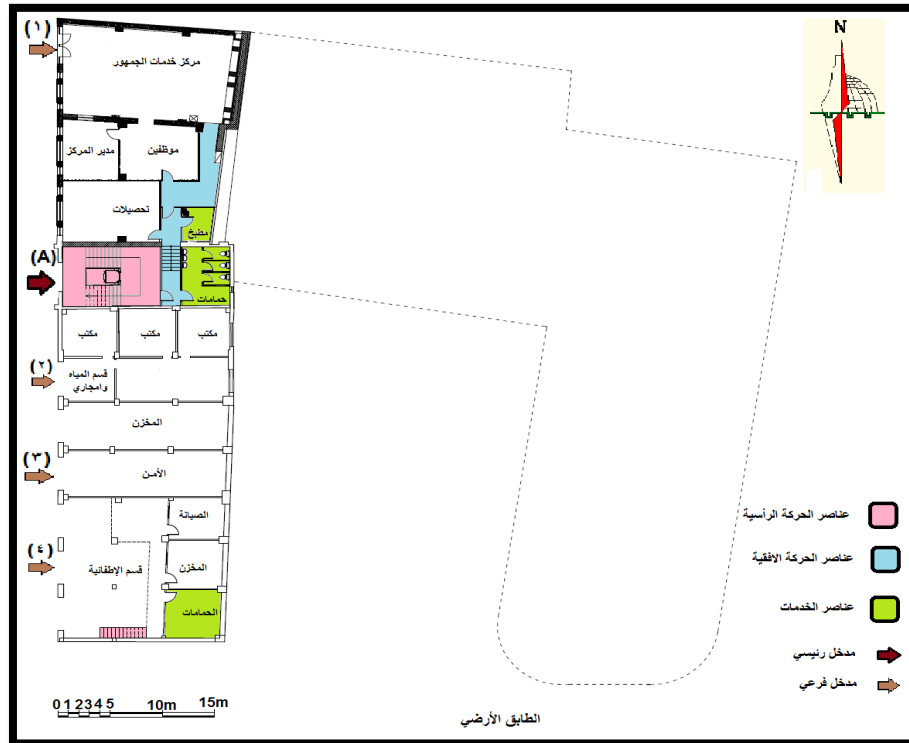 (١)
N
مركز خدمات الجمهور
مدير المركز
موظفين
تحصيلات
مطبخ
(A)
حمامات
مكتب
مكتب
مكتب
(٢)
قسم المياه
وامجاري
المخزن
(٣)
الأمن
الصيانة
(٤)
قسم الإطفائية
المخزن
الحمامات
عناصر الحركة الرأسية
عناصر الحركة الافقية
عناصر الخدمات
مدخل رئيسي
مدخل فرعي
0 1 2 3 4 5 10m 15m
الطابق الأرضي